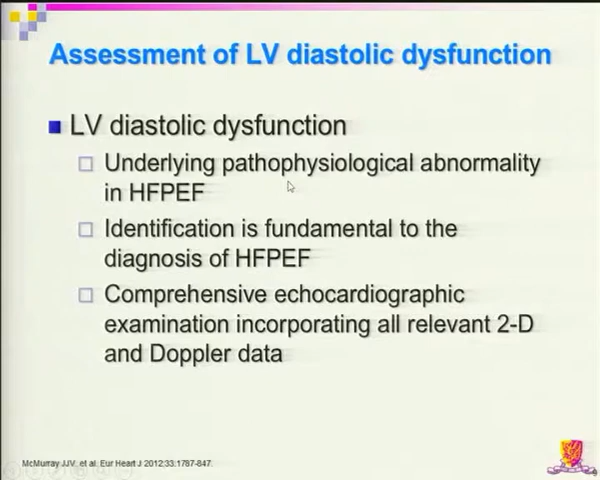 Assessment of LV diastolic dysfunction
LV diastolic dysfunction
Underlying pathophysiological abnormality
in HFPEF
Identification is fundamental to the
diagnosis of HFPEF
Comprehensive echocardiographic
examination incorporating all relevant 2-D
and Doppler data
McMurray JJV, et al. Eur Heart J 2012;33:1787-847.
9